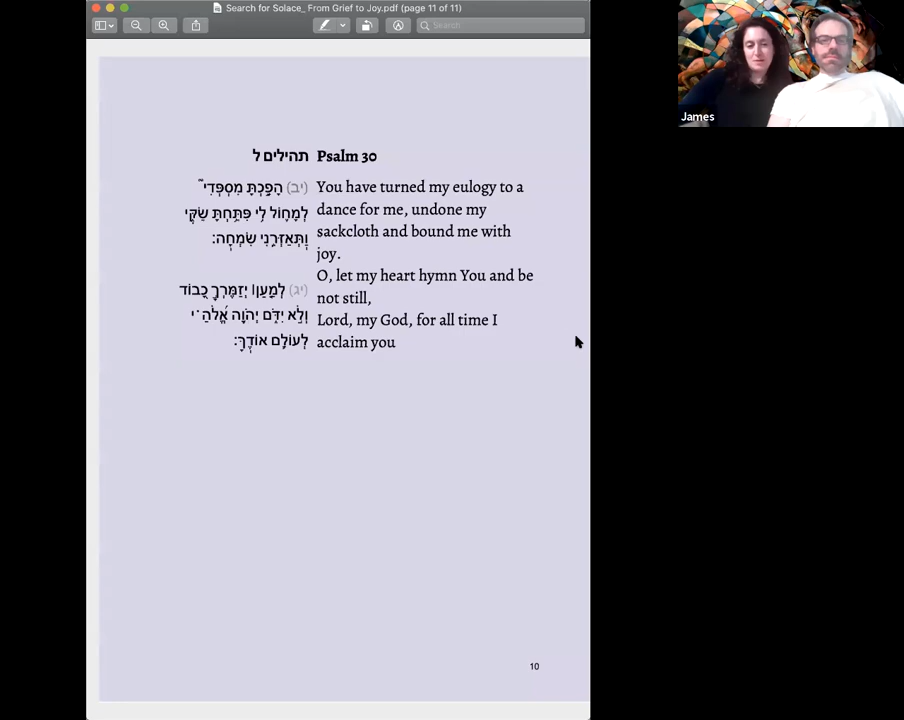 Search for Solace_ From Grief to Joy.pdf (page 11 of 11)
Search
James
תהילים ל
Psalm 30
(יב) הָפַ֣כְתָּ מִסְפְּדִי֮
לְמָח֪וֹל לִ֥י פִּתַּ֥חְתָּ שַׂקִּ֑י
וַֽתְּאַזְּרֵ֥נִי שִׂמְחָֽה׃
(יג) לְמַ֤עַן׀ יְזַמֶּרְךָ֣ כָ֭בוֹד
וְלֹ֣א יִדֹּ֑ם יְהֹוָ֥ה אֱ֝לֹהַ֗י
לְעוֹלָ֥ם אוֹדֶֽךָּ׃
You have turned my eulogy to a
dance for me, undone my
sackcloth and bound me with
joy.
O, let my heart hymn You and be
not still,
Lord, my God, for all time I
acclaim you
10